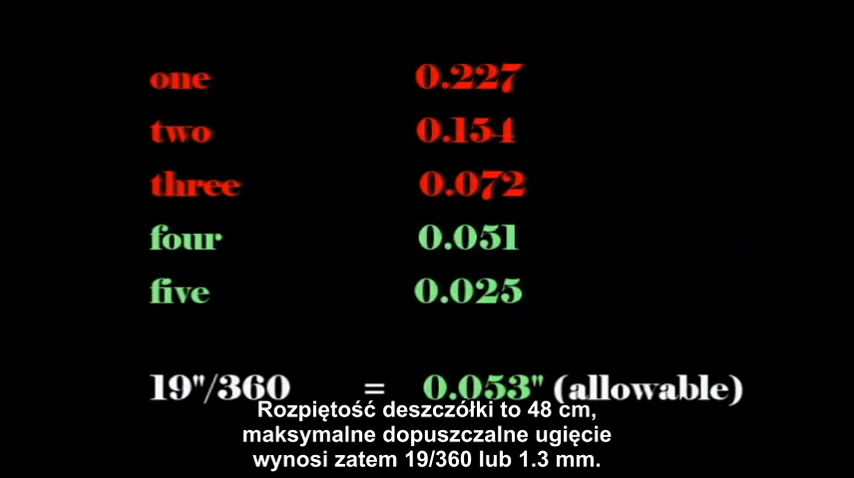 one 0.227
two 0.154
three 0.072
four 0.051
five 0.025
19"/360 = 0.053" (allowable)
Rozpiętość deszczółki to 48 cm,
maksymalne dopuszczalne ugięcie
wynosi zatem 19/360 lub 1.3 mm.